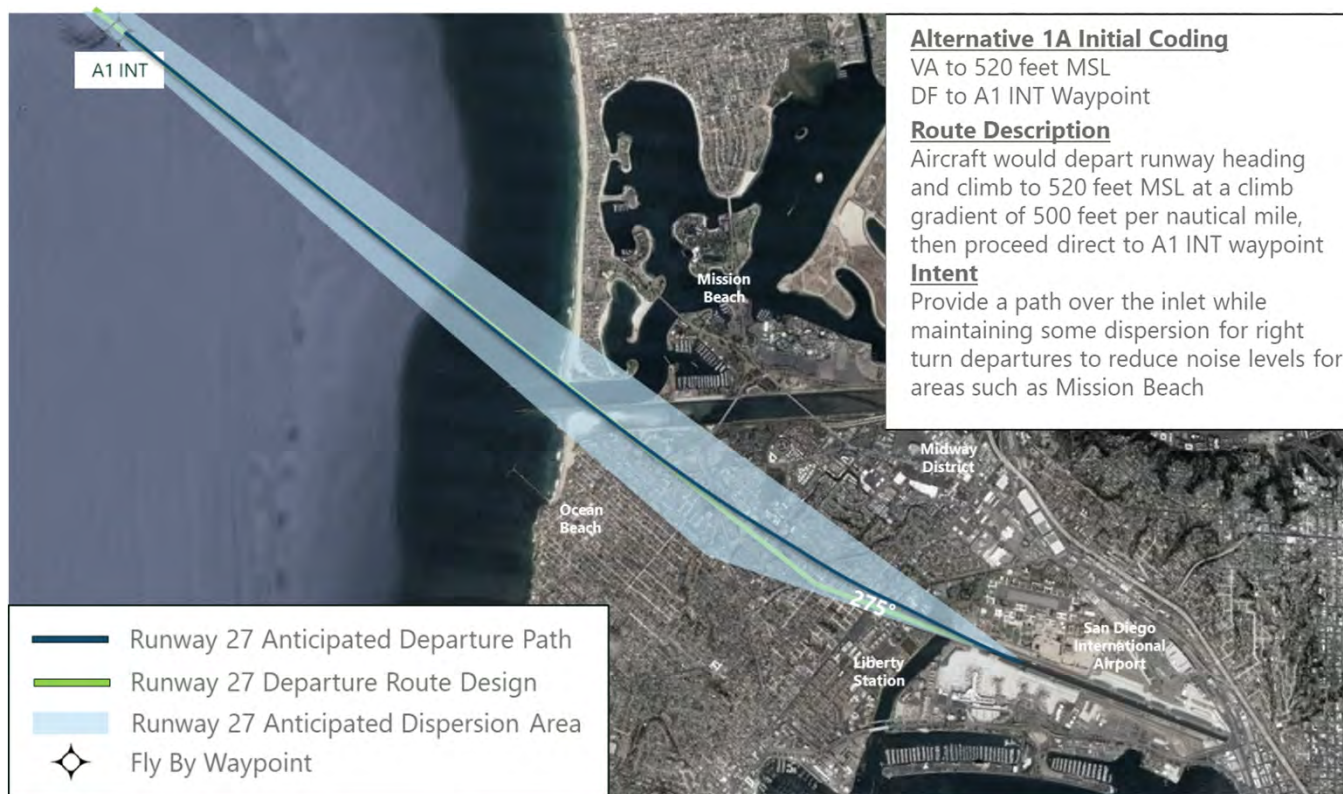 A1 INT
Alternative 1A Initial Coding
VA to 520 feet MSL
DF to A1 INT Waypoint
Route Description
Aircraft would depart runway heading
and climb to 520 feet MSL at a climb
gradient of 500 feet per nautical mile,
then proceed direct to A1 INT waypoint
Intent
Provide a path over the inlet while
maintaining some dispersion for right
turn departures to reduce noise levels for
areas such as Mission Beach
Mission
Beach
Midway
District
Ocean
Beach
275°
San Diego
International
Airport
Liberty
Station
Runway 27 Anticipated Departure Path
Runway 27 Departure Route Design
Runway 27 Anticipated Dispersion Area
Fly By Waypoint